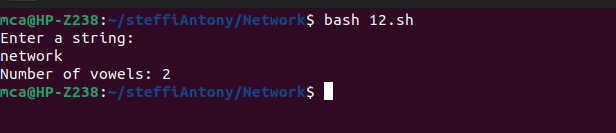 mca@HP-Z238:~/steffiAntony/Network$ bash 12.sh
Enter a string:
network
Number of vowels: 2
mca@HP-Z238:~/steffiAntony/Network$